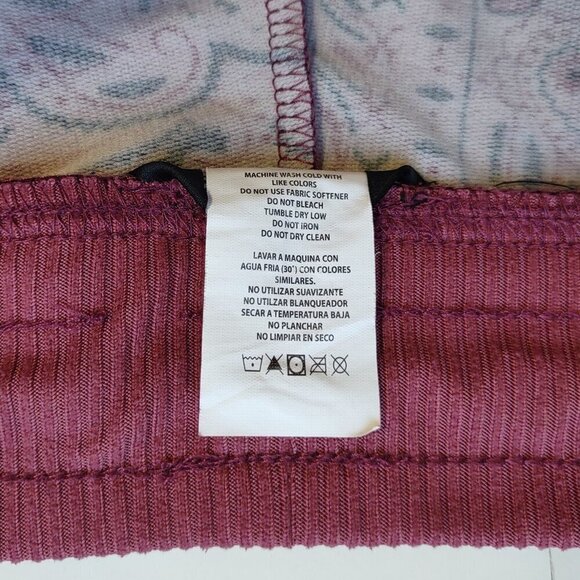 MACHINE WASH COLD WITH
LIKE COLORS
DO NOT USE FABRIC SOFTENER
DO NOT BLEACH
TUMBLE DRY LOW
DO NOT IRON
DO NOT DRY CLEAN
LAVAR A MAQUINA CON
AGUA FRIA (30°) CON COLORES
SIMILARES.
NO UTILIZAR SUAVIZANTE
NO UTILZAR BLANQUEADOR
SECAR A TEMPERATURA BAJA
NO PLANCHAR
NO LIMPIER EN SECO